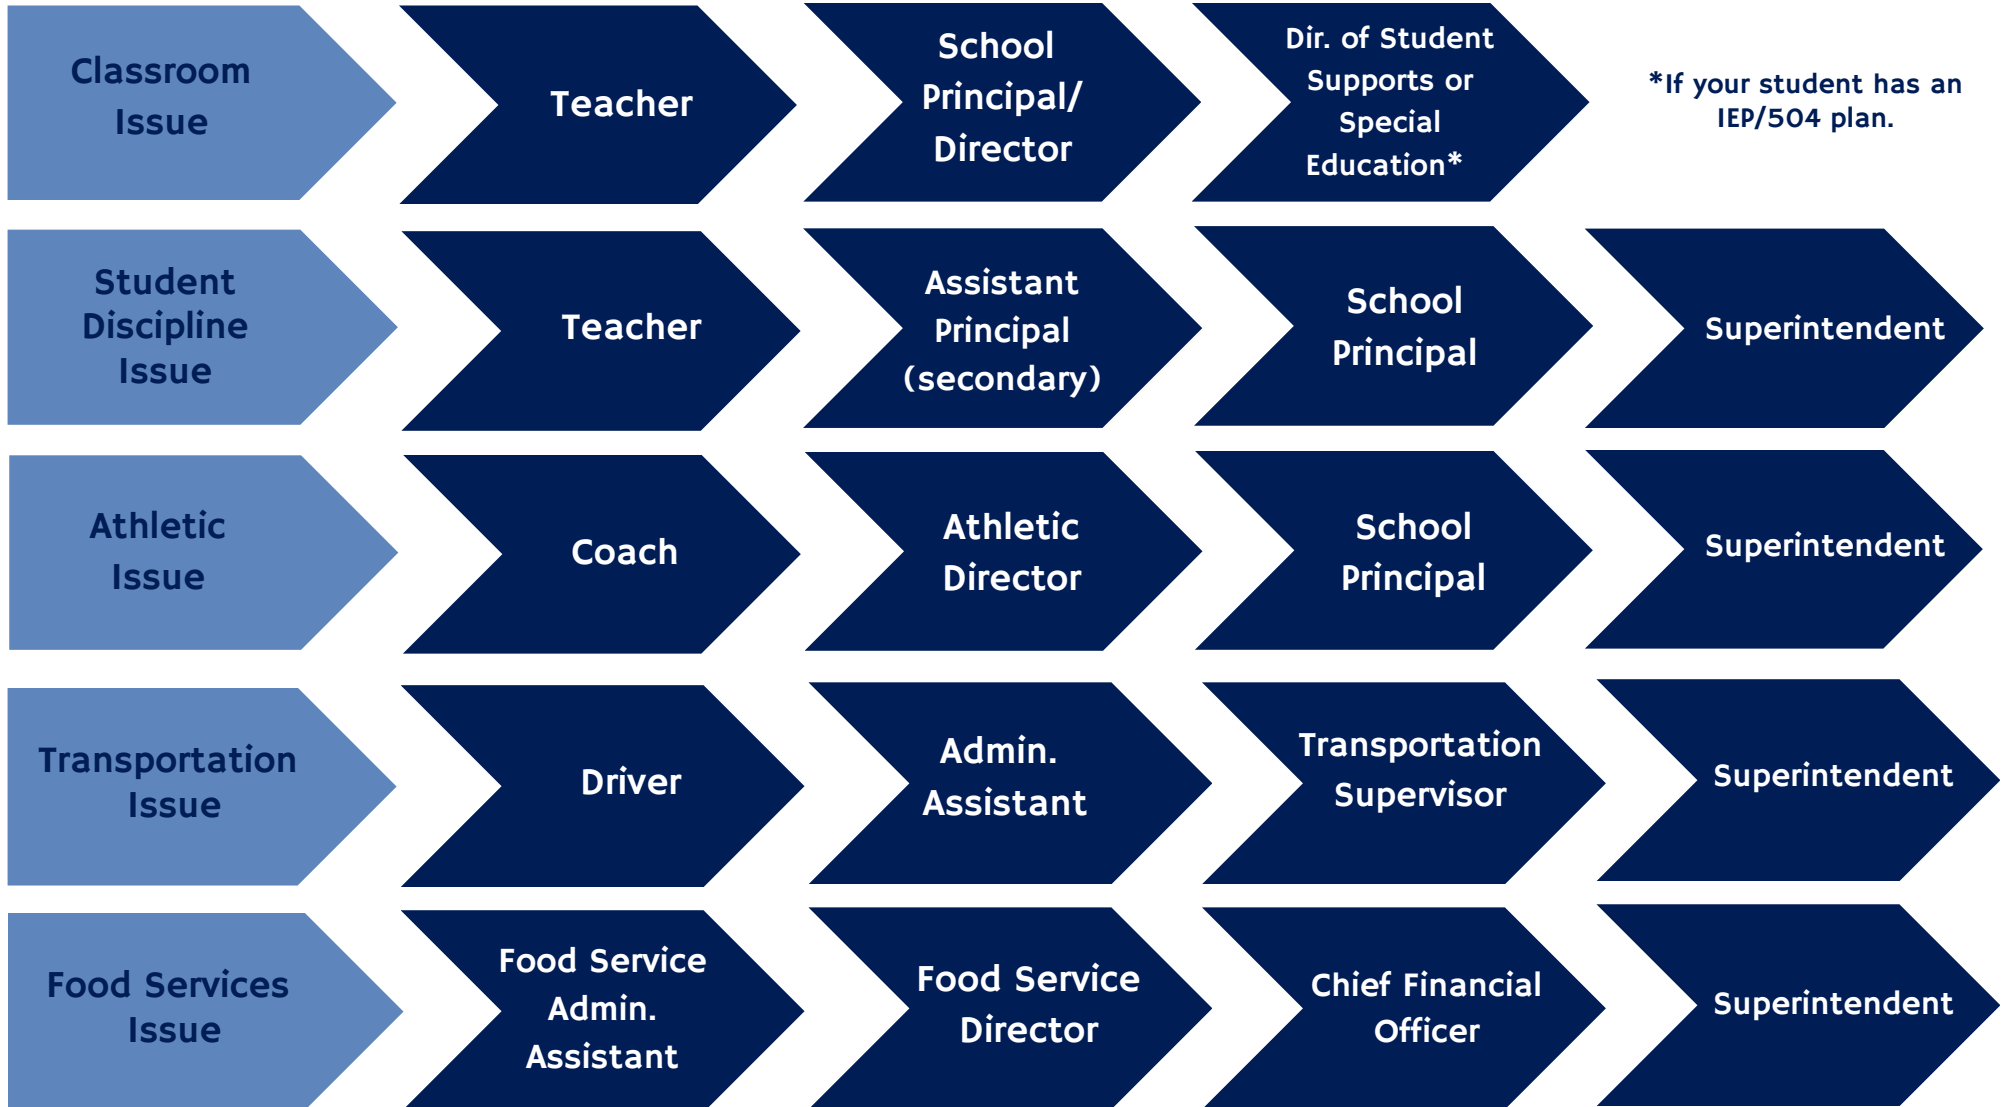 Classroom
Issue
Teacher
School
Principal/
Director
Dir. of Student
Supports or
Special
Education*
*If your student has an
IEP/504 plan.
Student
Discipline
Issue
Teacher
Assistant
Principal
(secondary)
School
Principal
Superintendent
Athletic
Issue
Coach
Athletic
Director
School
Principal
Superintendent
Transportation
Issue
Driver
Admin.
Assistant
Transportation
Supervisor
Superintendent
Food Services
Issue
Food Service
Admin.
Assistant
Food Service
Director
Chief Financial
Officer
Superintendent